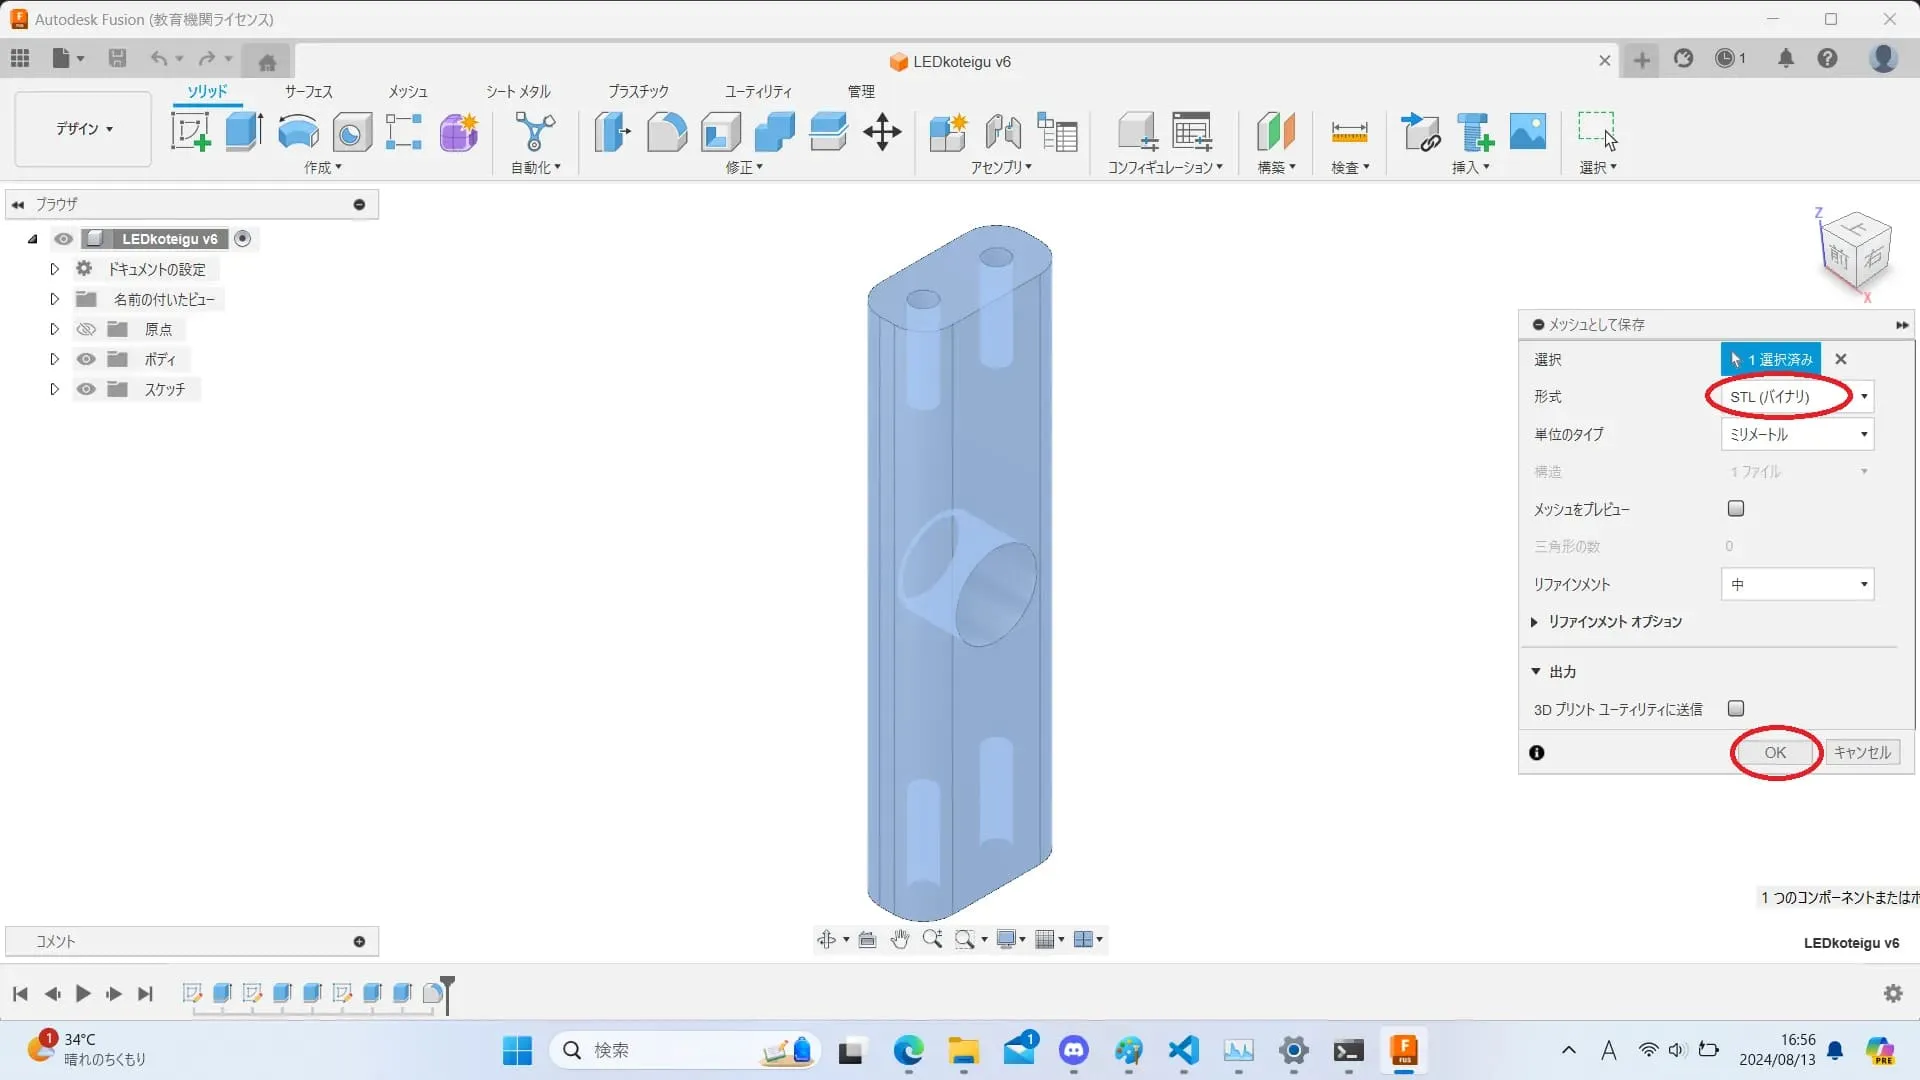 Autodesk Fusion (教育機関ライセンス)
LEDkoteigu v6
1
デザイン
ソリッド
サーフェス
メッシュ
シート メタル
プラスチック
ユーティリティ
管理
作成
自動化
修正
アセンブリ
コンフィギュレーション
構築
検査
挿入
選択
ブラウザ
LEDkoteigu v6
ドキュメントの設定
名前の付いたビュー
原点
ボディ
スケッチ
Z
上
前
右
X
メッシュとして保存
選択
1 選択済み
形式
STL (バイナリ)
単位のタイプ
ミリメートル
構造
1 ファイル
メッシュをプレビュー
三角形の数
0
リファインメント
中
リファインメント オプション
出力
3D プリント ユーティリティに送信
OK
キャンセル
1 つのコンポーネントまたはボ
LEDkoteigu v6
コメント
1
34°C
晴れのちくもり
検索
1
F
FUS
A
16:56
2024/08/13
PRE